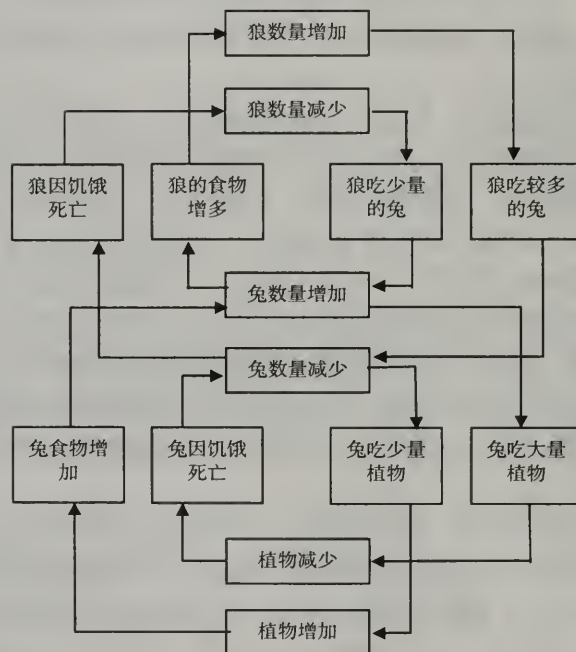 狼数量增加
狼数量减少
狼因饥饿
死亡
狼的食物
增多
狼吃少量
的兔
狼吃较多
的兔
兔数量增加
兔数量减少
兔食物增
加
兔因饥饿
死亡
兔吃少量
植物
兔吃大量
植物
植物减少
植物增加